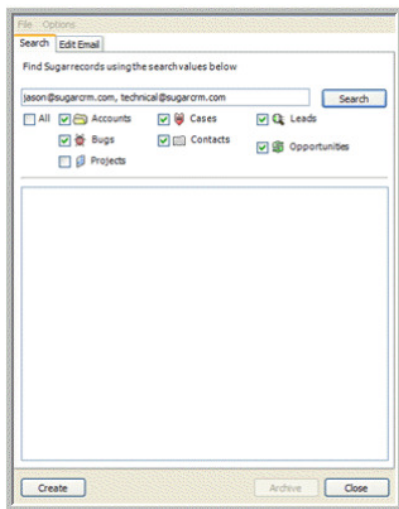 File Options
Search Edit Email
Find Sugar records using the search values below
jason@sugarcrm.com, technical@sugarcrm.com Search
All Accounts Cases Leads
Bugs Contacts Opportunities
Projects
Create Archive Close